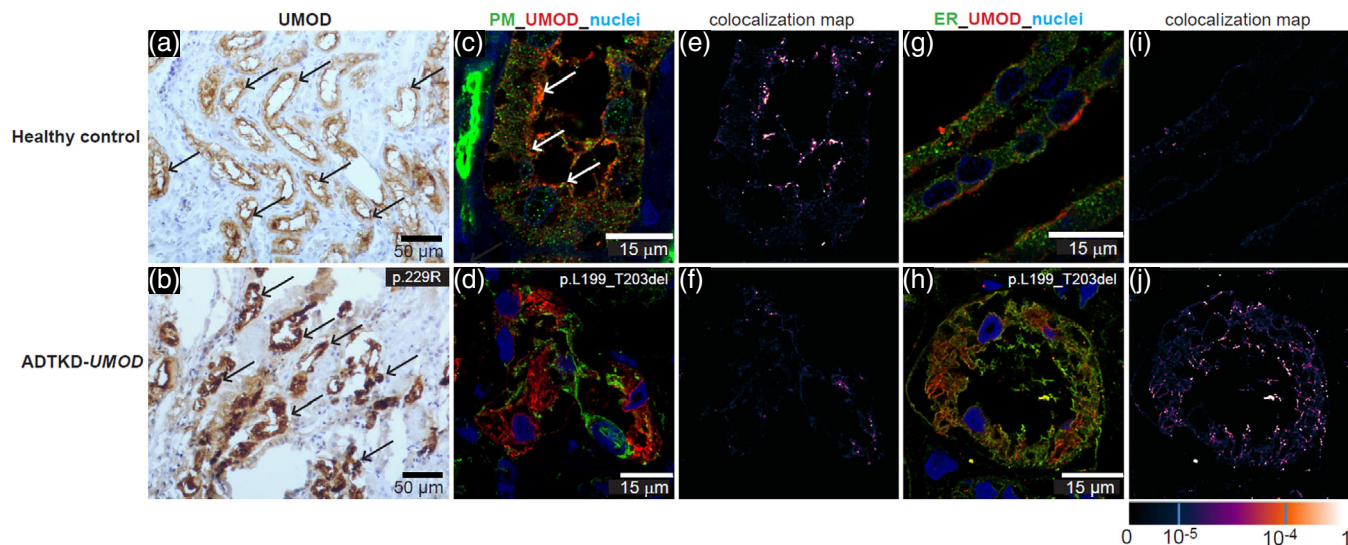 UMOD PM_UMOD_nuclei colocalization map ER_UMOD_nuclei colocalization map
(a) (c) (e) (g) (i)
Healthy control
50 µm 15 µm 15 µm
(b) p.229R (d) p.L199_T203del (f) (h) p.L199_T203del (j)
ADTKD-UMOD
50 µm 15 µm 15 µm
0 10-5 10-4 1